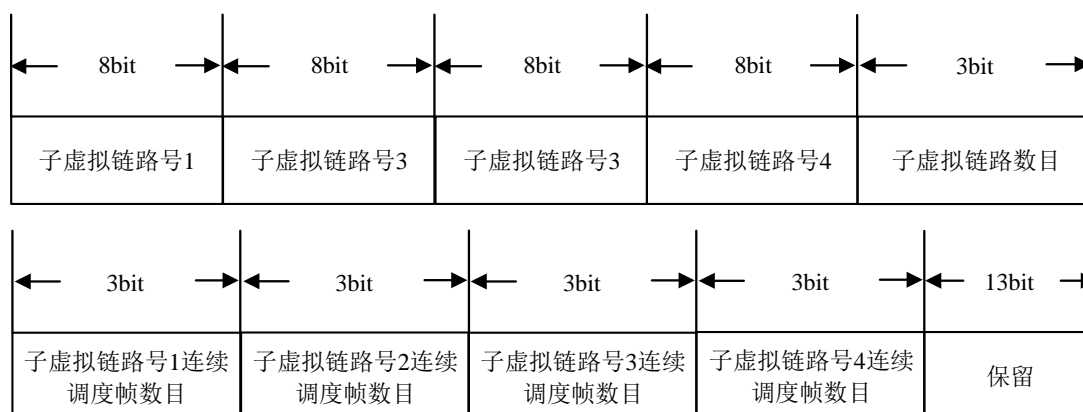 8bit 8bit 8bit 8bit 3bit
子虚拟链路号1 子虚拟链路号3 子虚拟链路号3 子虚拟链路号4 子虚拟链路数目
3bit 3bit 3bit 3bit 13bit
子虚拟链路号1连续 子虚拟链路号2连续 子虚拟链路号3连续 子虚拟链路号4连续
调度帧数目 调度帧数目 调度帧数目 调度帧数目 保留